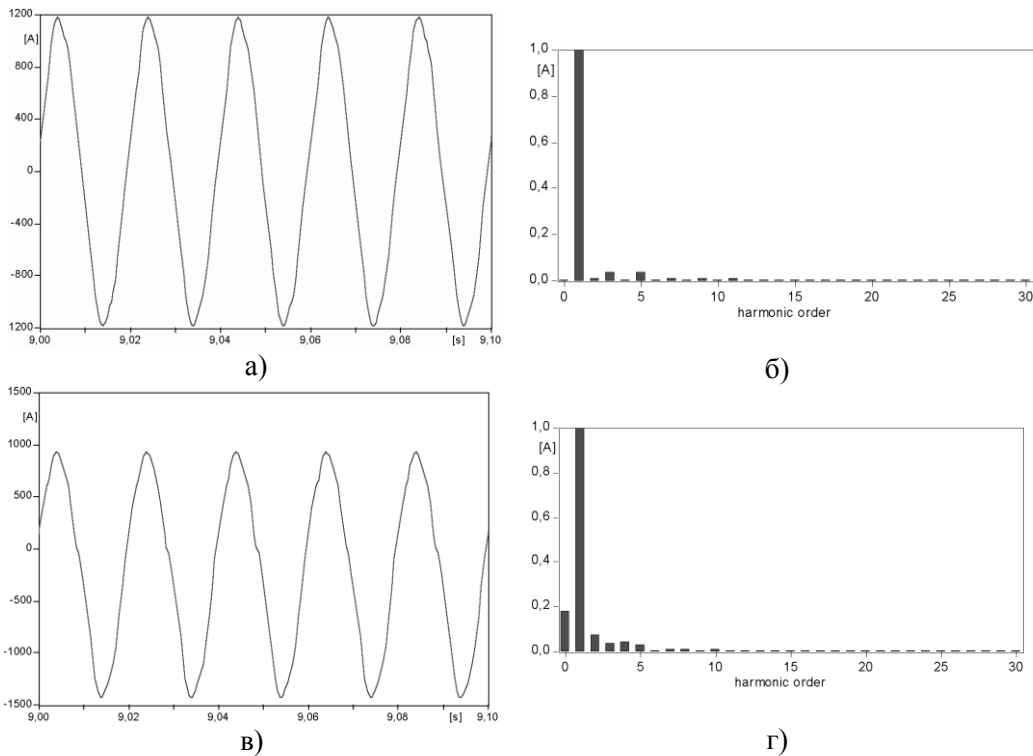 1200
[A]
800
400
0
-400
-800
1200
9,00 9,02 9,04 9,06 9,08 [s] 9,10
а)
1,0
[A]
0,8
0,6
0,4
0,2
0,0
0 5 10 15 20 25 30
harmonic order
б)
1500
[A]
1000
500
0
-500
-1000
-1500
9,00 9,02 9,04 9,06 9,08 [s] 9,10
в)
1,0
[A]
0,8
0,6
0,4
0,2
0,0
0 5 10 15 20 25 30
harmonic order
г)